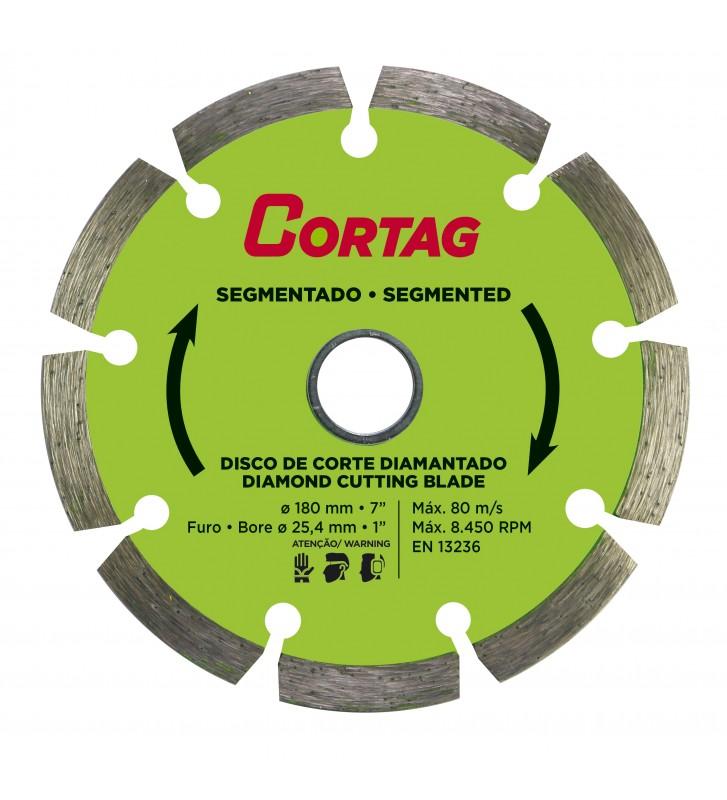 CORTAG
SEGMENTADO • SEGMENTED
DISCO DE CORTE DIAMANTADO
DIAMOND CUTTING BLADE
ø 180 mm • 7”
Furo • Bore ø 25,4 mm • 1”
ATENÇÃO/ WARNING
Máx. 80 m/s
Máx. 8.450 RPM
EN 13236